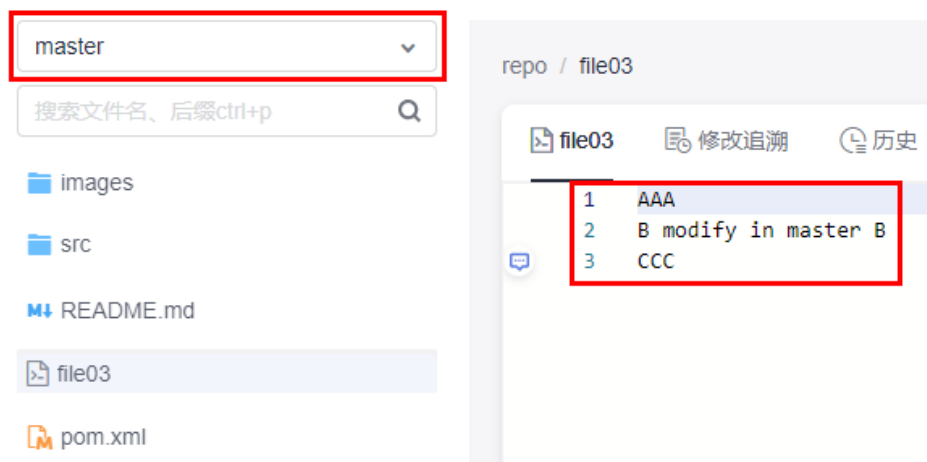 master
搜索文件名、后缀ctrl+p
images
src
M↓ README.md
file03
pom.xml
repo / file03
file03 修改追溯 历史
1 AAA
2 B modify in master B
3 CCC